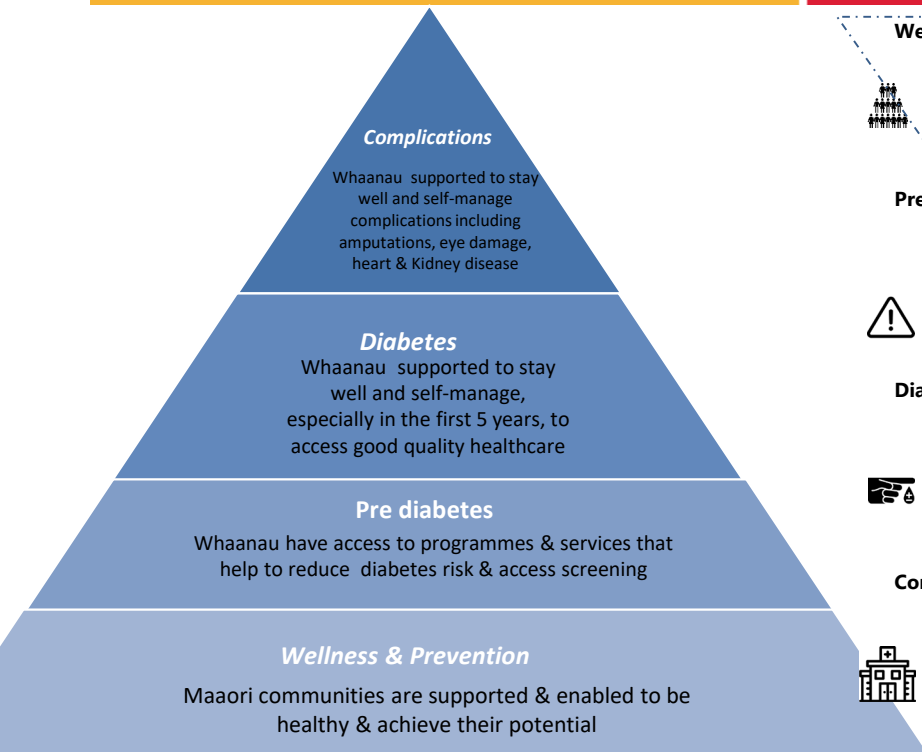 Complications
Whaanau supported to stay
well and self-manage
complications including
amputations, eye damage,
heart & Kidney disease
Diabetes
Whaanau supported to stay
well and self-manage,
especially in the first 5 years, to
access good quality healthcare
Pre diabetes
Whaanau have access to programmes & services that
help to reduce diabetes risk & access screening
Wellness & Prevention
Maaori communities are supported & enabled to be
healthy & achieve their potential
We
Pre
Dia